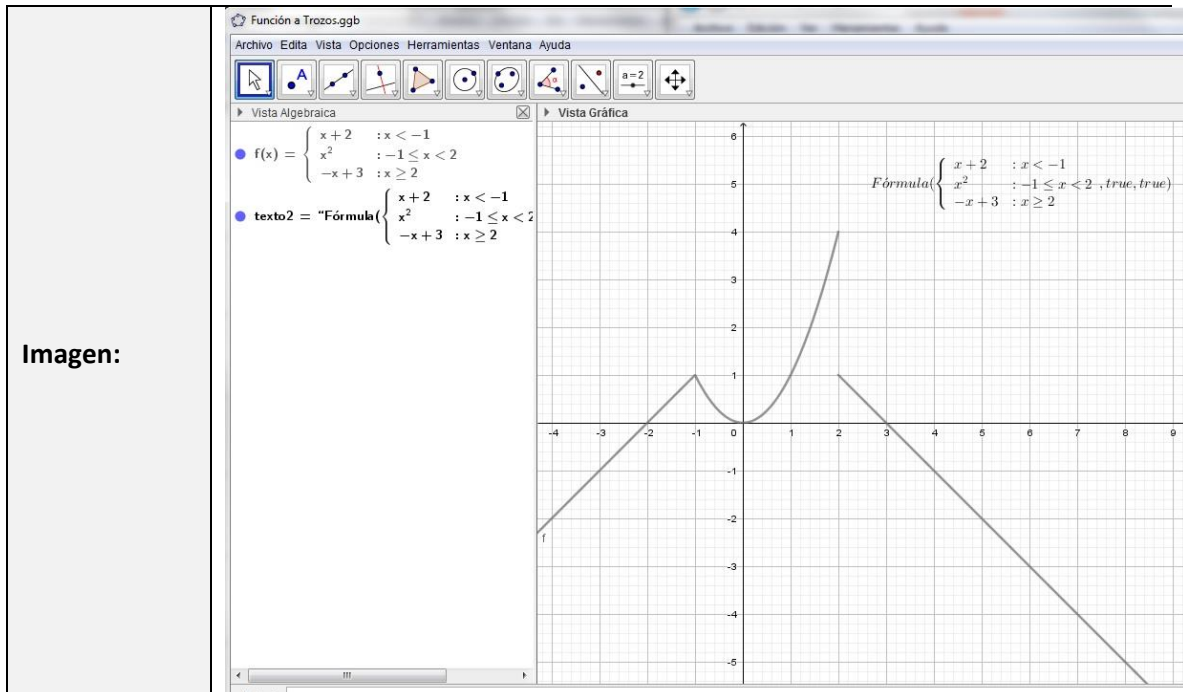 Imagen:
Función a Trozos.ggb
Archivo Edita Vista Opciones Herramientas Ventana Ayuda
A
α
a=2
Vista Algebraica
Vista Gráfica
f(x) = { x + 2 : x < −1
x² : −1 ≤ x < 2
−x + 3 : x ≥ 2
texto2 = "Fórmula({ x + 2 : x < −1
x² : −1 ≤ x < 2
−x + 3 : x ≥ 2
Fórmula({ x + 2 : x < −1
x² : −1 ≤ x < 2 , true, true)
−x + 3 : x ≥ 2
6
5
4
3
2
1
-4 -3 -2 -1 0 1 2 3 4 5 6 7 8 9
-1
-2
f
-3
-4
-5